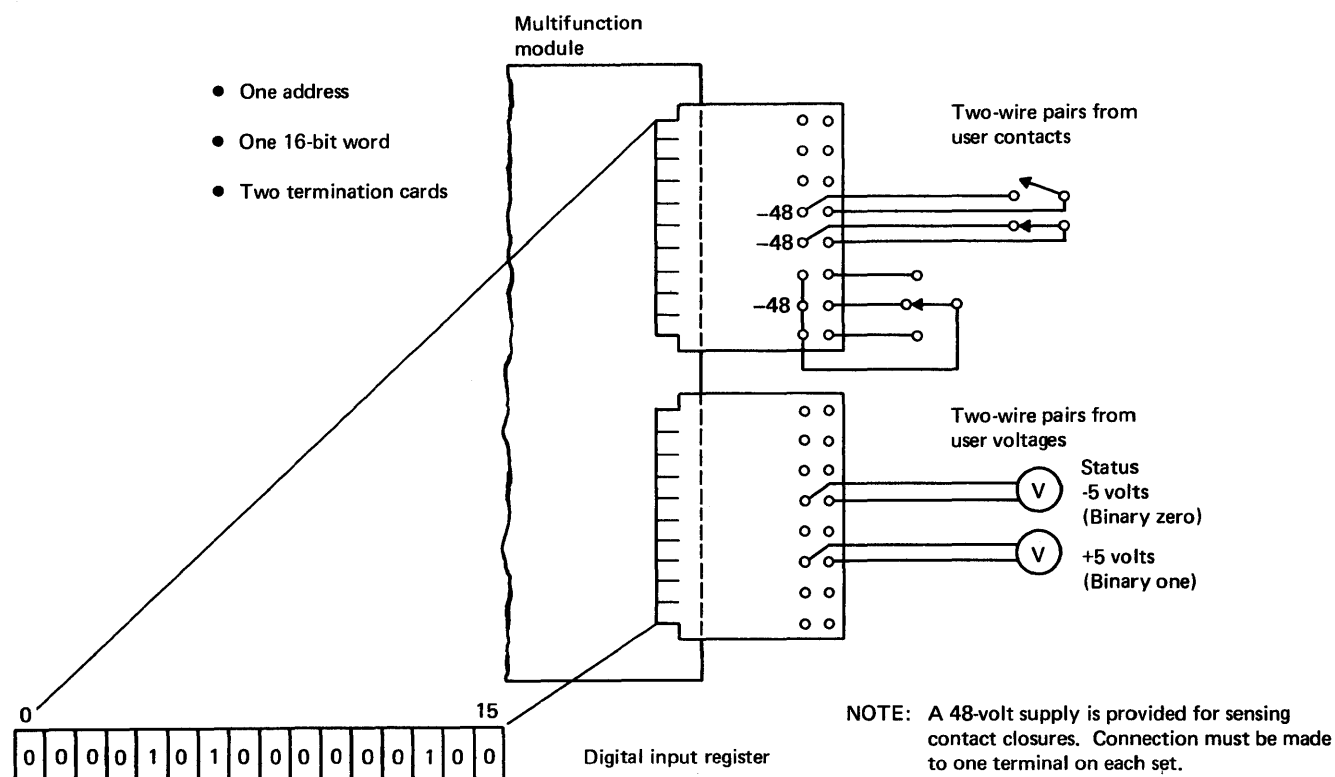 Multifunction
module
● One address
● One 16-bit word
● Two termination cards
Two-wire pairs from
user contacts
–48
–48
–48
Two-wire pairs from
user voltages
V
Status
-5 volts
(Binary zero)
V
+5 volts
(Binary one)
0 15
0 0 0 0 1 0 1 0 0 0 0 0 0 1 0 0
Digital input register
NOTE: A 48-volt supply is provided for sensing
contact closures. Connection must be made
to one terminal on each set.